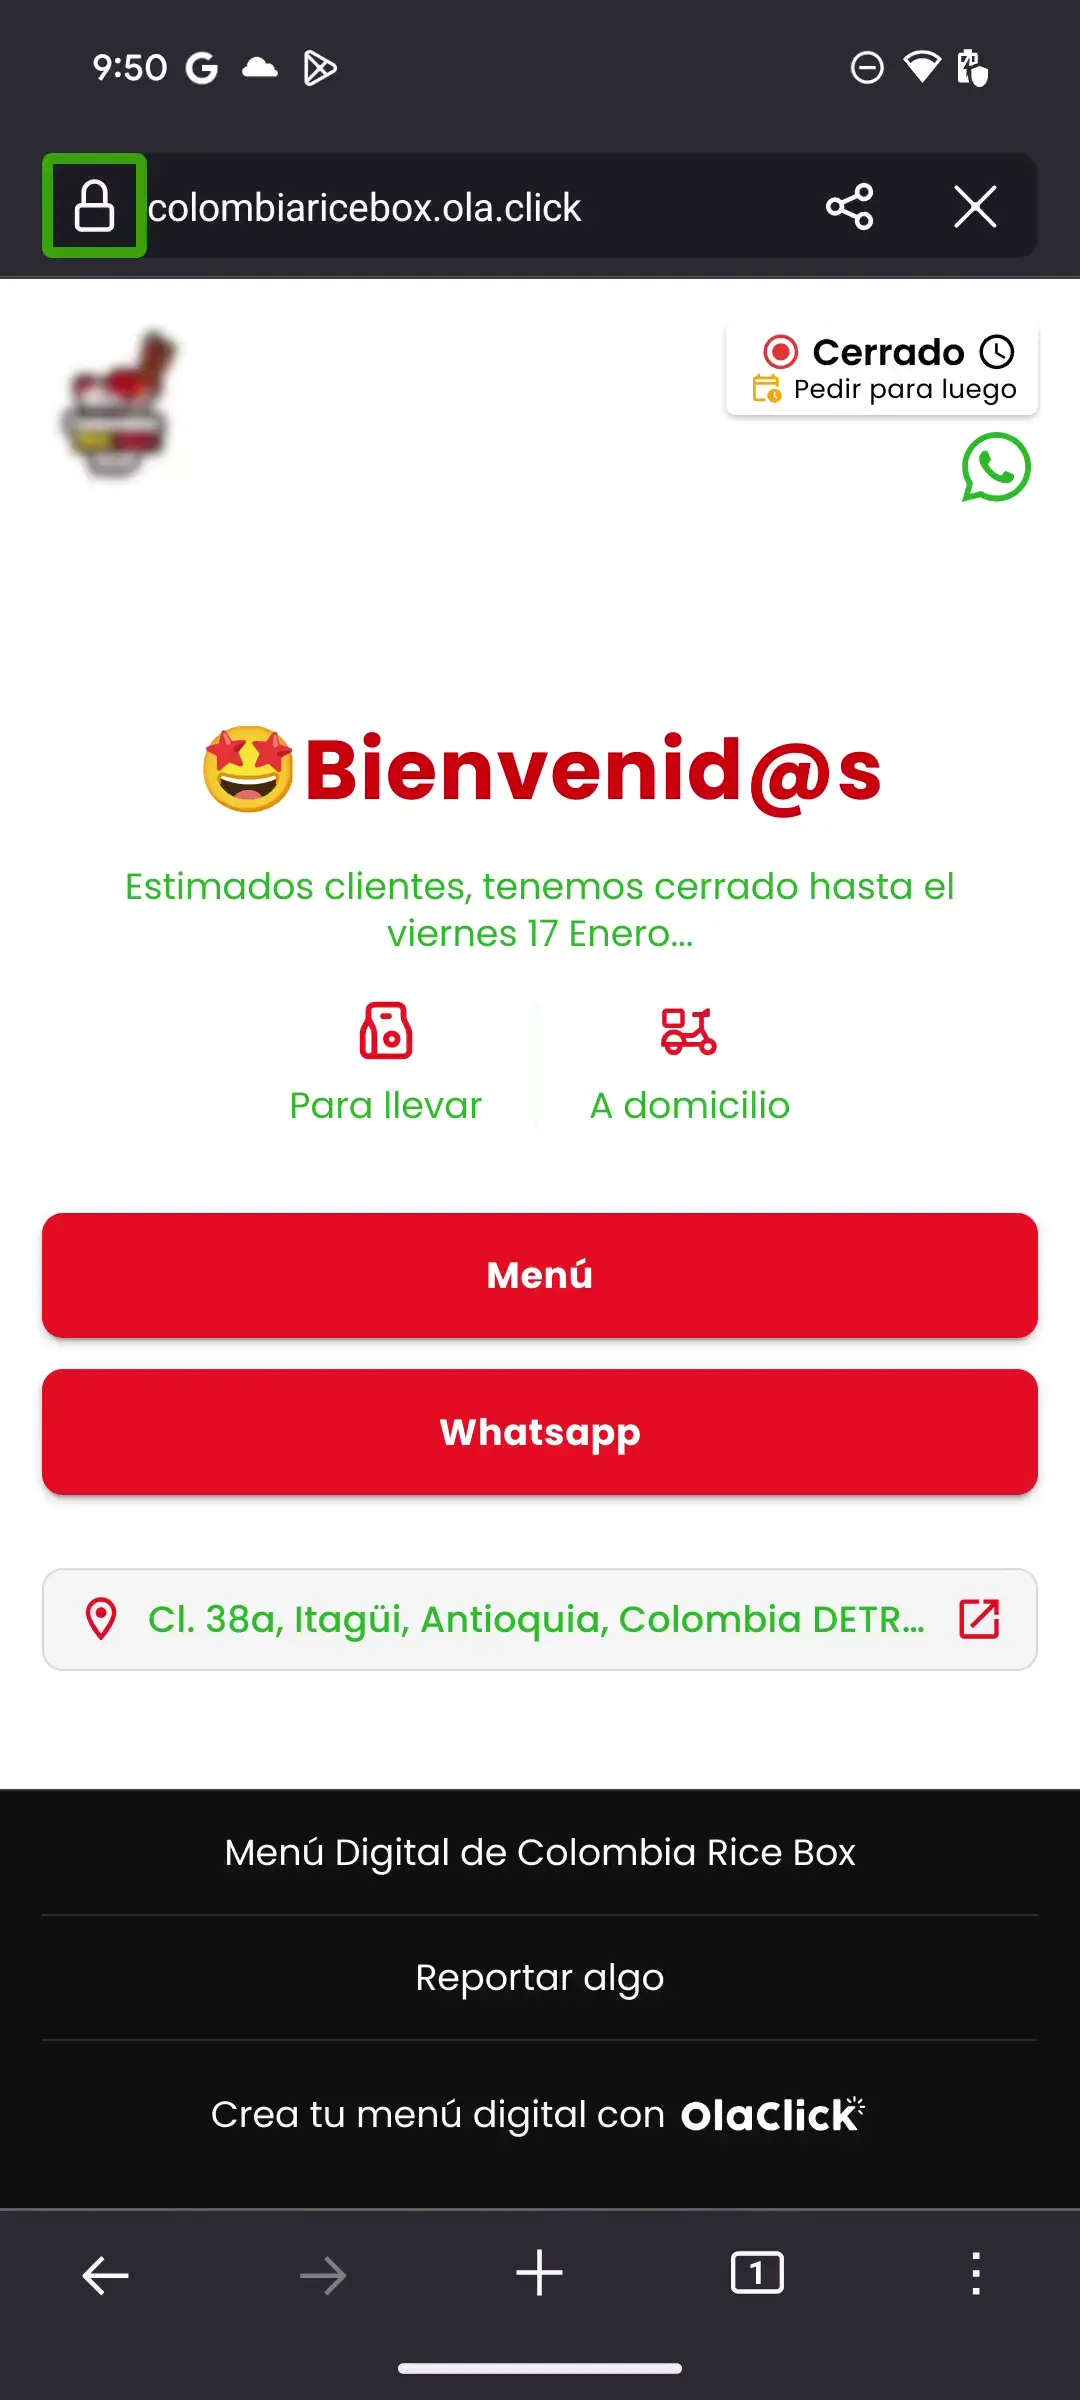 9:50
colombiaricebox.ola.click
Cerrado
Pedir para luego
Bienvenid@s
Estimados clientes, tenemos cerrado hasta el
viernes 17 Enero...
Para llevar
A domicilio
Menú
Whatsapp
Cl. 38a, Itagüi, Antioquia, Colombia DETR...
Menú Digital de Colombia Rice Box
Reportar algo
Crea tu menú digital con OlaClick
1